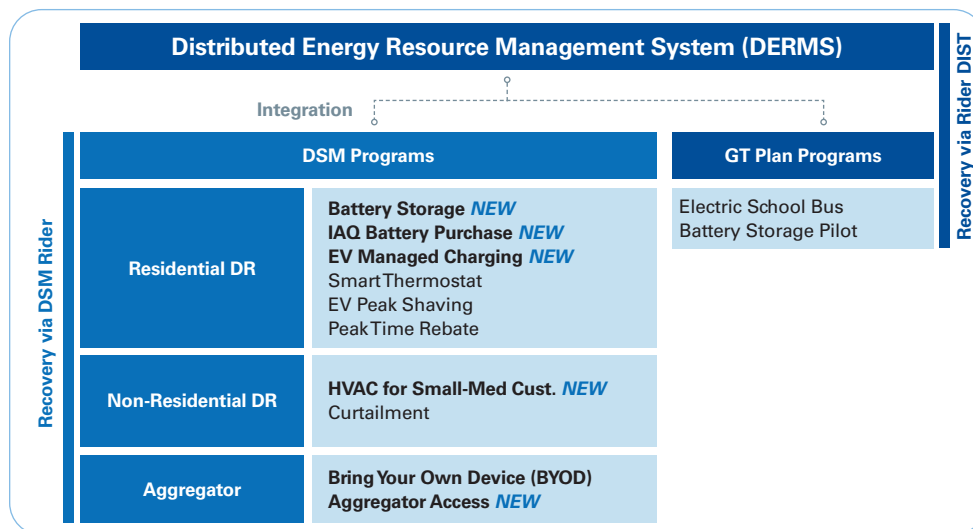 Distributed Energy Resource Management System (DERMS)
Recovery via Rider DIST
Integration
Recovery via DSM Rider
DSM Programs
GT Plan Programs
Residential DR
Battery Storage NEW
IAQ Battery Purchase NEW
EV Managed Charging NEW
Smart Thermostat
EV Peak Shaving
Peak Time Rebate
Electric School Bus
Battery Storage Pilot
Non-Residential DR
HVAC for Small-Med Cust. NEW
Curtailment
Aggregator
Bring Your Own Device (BYOD)
Aggregator Access NEW